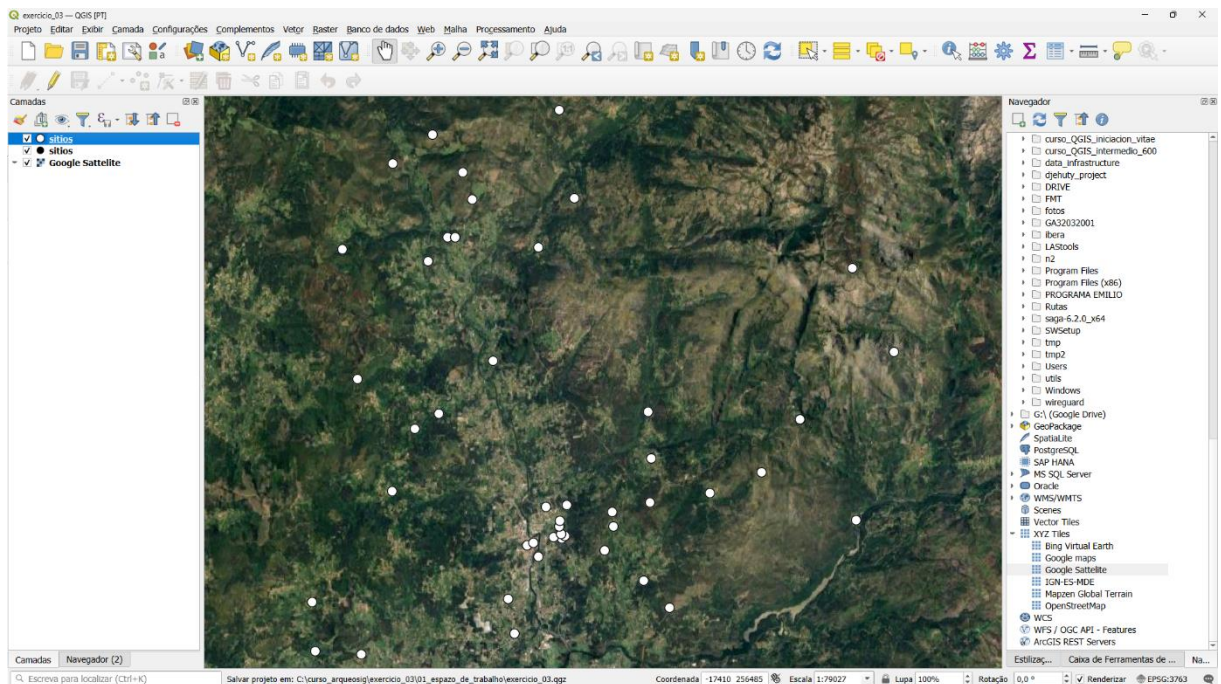 exercicio_03 — QGIS [PT]
Projeto Editar Exibir Camada Configurações Complementos Vetor Raster Banco de dados Web Malha Processamento Ajuda
Camadas
sitios
sitios
Google Sattelite
Navegador
curso_QGIS_iniciacion_vitae
curso_QGIS_intermedio_600
data_infrastructure
djehuty_project
DRIVE
FMT
fotos
GA32032001
ibera
LAStools
n2
Program Files
Program Files (x86)
PROGRAMA EMILIO
Rutas
saga-6.2.0_x64
SWSetup
tmp
tmp2
Users
utils
Windows
wireguard
G:\ (Google Drive)
GeoPackage
SpatiaLite
PostgreSQL
SAP HANA
MS SQL Server
Oracle
WMS/WMTS
Scenes
Vector Tiles
XYZ Tiles
Bing Virtual Earth
Google maps
Google Sattelite
IGN-ES-MDE
Mapzen Global Terrain
OpenStreetMap
WCS
WFS / OGC API - Features
ArcGIS REST Servers
Camadas Navegador (2)
Estilizaç... Caixa de Ferramentas de ... Na...
Escreva para localizar (Ctrl+K) Salvar projeto em: C:\curso_arqueosig\exercicio_03\01_espazo_de_trabalho\exercicio_03.qgz Coordenada -17410 256485 Escala 1:79027 Lupa 100% Rotação 0,0 ° Renderizar EPSG:3763